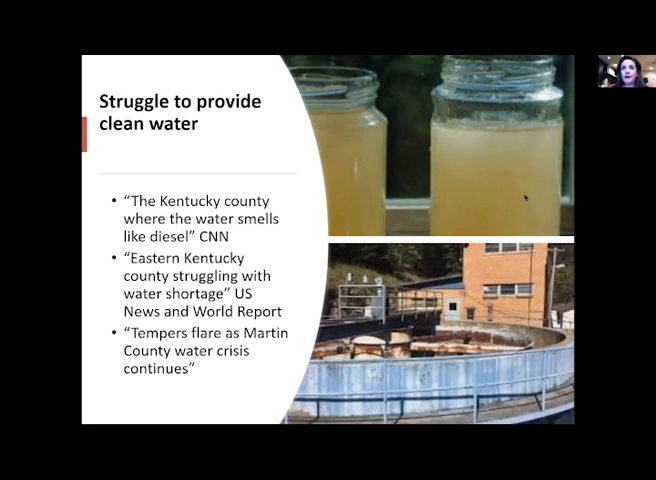 Struggle to provide
clean water
• “The Kentucky county
where the water smells
like diesel” CNN
• “Eastern Kentucky
county struggling with
water shortage” US
News and World Report
• “Tempers flare as Martin
County water crisis
continues”